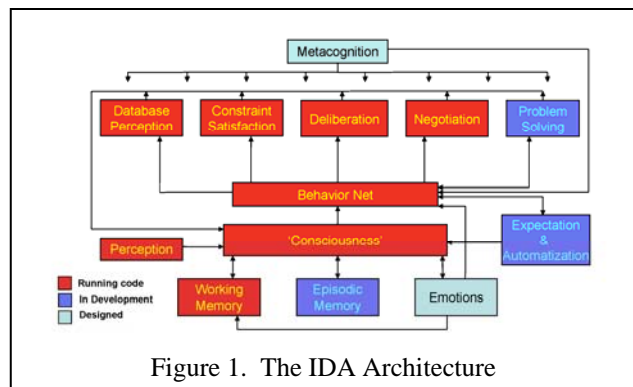 Metacognition
Database
Perception
Constraint
Satisfaction
Deliberation
Negotiation
Problem
Solving
Behavior Net
Expectation
&
Automatization
'Consciousness'
Perception
Running code
In Development
Designed
Working
Memory
Episodic
Memory
Emotions
Figure 1.  The IDA Architecture